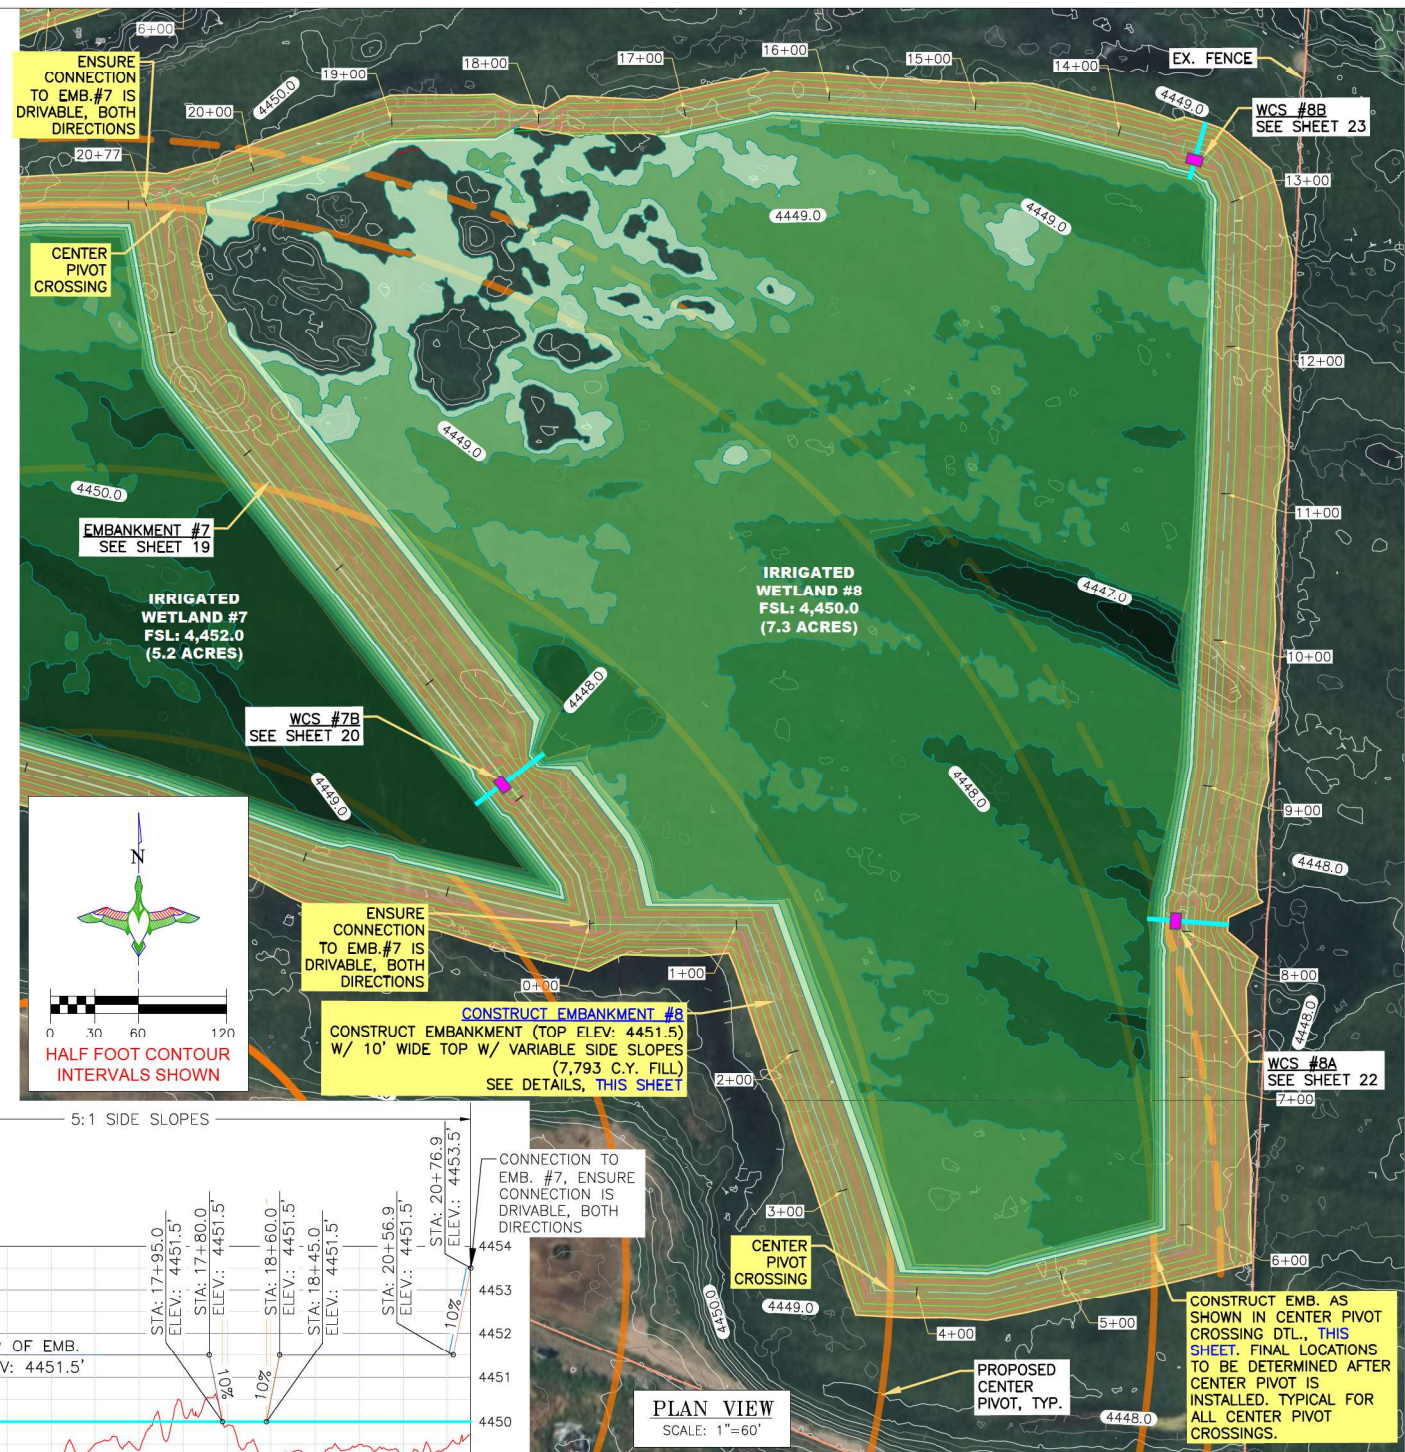 6+00
ENSURE
CONNECTION
TO EMB.#7 IS
DRIVABLE, BOTH
DIRECTIONS
20+77
20+00
4450.0
19+00
18+00
17+00
16+00
15+00
14+00
EX. FENCE
4449.0
WCS #8B
SEE SHEET 23
13+00
4449.0
4449.0
CENTER
PIVOT
CROSSING
12+00
4449.0
4450.0
11+00
EMBANKMENT #7
SEE SHEET 19
IRRIGATED
WETLAND #7
FSL: 4,452.0
(5.2 ACRES)
IRRIGATED
WETLAND #8
FSL: 4,450.0
(7.3 ACRES)
4447.0
10+00
4448.0
WCS #7B
SEE SHEET 20
4449.0
4448.0
9+00
4448.0
N
0 30 60 120
HALF FOOT CONTOUR
INTERVALS SHOWN
ENSURE
CONNECTION
TO EMB.#7 IS
DRIVABLE, BOTH
DIRECTIONS
0+00
1+00
8+00
4448.0
CONSTRUCT EMBANKMENT #8
CONSTRUCT EMBANKMENT (TOP ELEV: 4451.5)
W/ 10' WIDE TOP W/ VARIABLE SIDE SLOPES
(7,793 C.Y. FILL)
SEE DETAILS, THIS SHEET
WCS #8A
SEE SHEET 22
2+00
7+00
3+00
CENTER
PIVOT
CROSSING
6+00
4450.0
4449.0
4+00
5+00
CONSTRUCT EMB. AS
SHOWN IN CENTER PIVOT
CROSSING DTL., THIS
SHEET. FINAL LOCATIONS
TO BE DETERMINED AFTER
CENTER PIVOT IS
INSTALLED. TYPICAL FOR
ALL CENTER PIVOT
CROSSINGS.
PROPOSED
CENTER
PIVOT, TYP.
4448.0
PLAN VIEW
SCALE: 1"=60'
5:1 SIDE SLOPES
STA: 17+95.0
ELEV.: 4451.5'
STA: 17+80.0
ELEV.: 4451.5'
STA: 18+60.0
ELEV.: 4451.5'
STA: 18+45.0
ELEV.: 4451.5'
STA: 20+56.9
ELEV.: 4451.5'
STA: 20+76.9
ELEV.: 4453.5'
CONNECTION TO
EMB. #7, ENSURE
CONNECTION IS
DRIVABLE, BOTH
DIRECTIONS
4454
4453
4452
4451
4450
10%
10%
10%
OF EMB.
V: 4451.5'